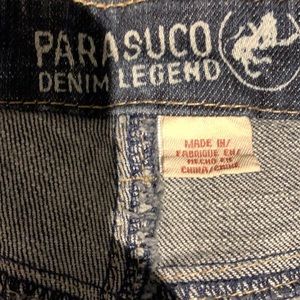 PARASUCO
DENIM LEGEND
MADE IN/
FABRIQUE EN/
HECHO EN
CHINA/CHINE